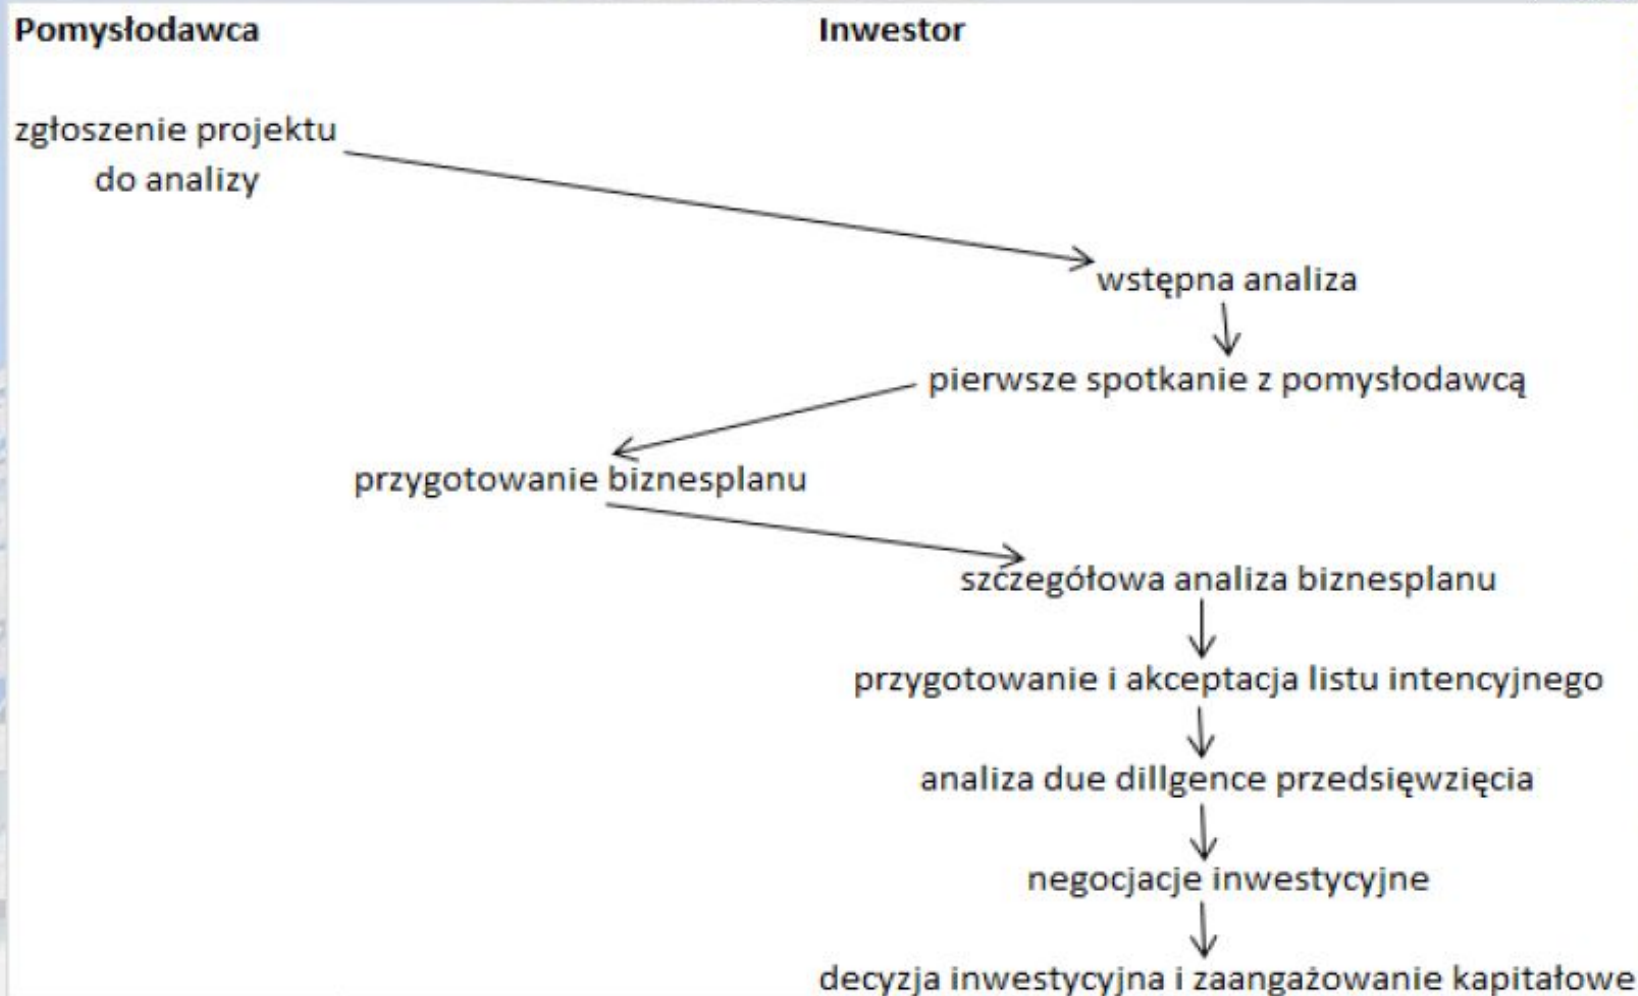 Pomysłodawca
Inwestor
zgłoszenie projektu
do analizy
wstępna analiza
pierwsze spotkanie z pomysłodawcą
przygotowanie biznesplanu
szczegółowa analiza biznesplanu
przygotowanie i akceptacja listu intencyjnego
analiza due dillgence przedsięwzięcia
negocjacje inwestycyjne
decyzja inwestycyjna i zaangażowanie kapitałowe